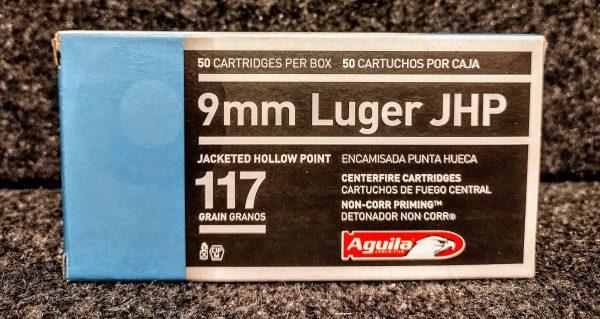 50 CARTRIDGES PER BOX 50 CARTUCHOS POR CAJA
9mm Luger JHP
JACKETED HOLLOW POINT ENCAMISADA PUNTA HUECA
117
GRAIN GRANOS
CENTERFIRE CARTRIDGES
CARTUCHOS DE FUEGO CENTRAL
NON-CORR PRIMING™
DETONADOR NON CORR®
Aguila
CIP